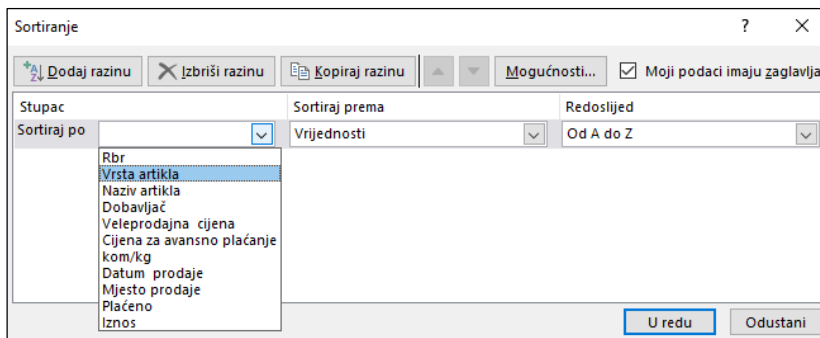 Sortiranje ?
Dodaj razinu Izbriši razinu Kopiraj razinu Mogućnosti... Moji podaci imaju zaglavlja
Stupac Sortiraj prema Redoslijed
Sortiraj po Vrijednosti Od A do Z
Rbr
Vrsta artikla
Naziv artikla
Dobavljač
Veleprodajna cijena
Cijena za avansno plaćanje
kom/kg
Datum prodaje
Mjesto prodaje
Plaćeno
Iznos
U redu Odustani